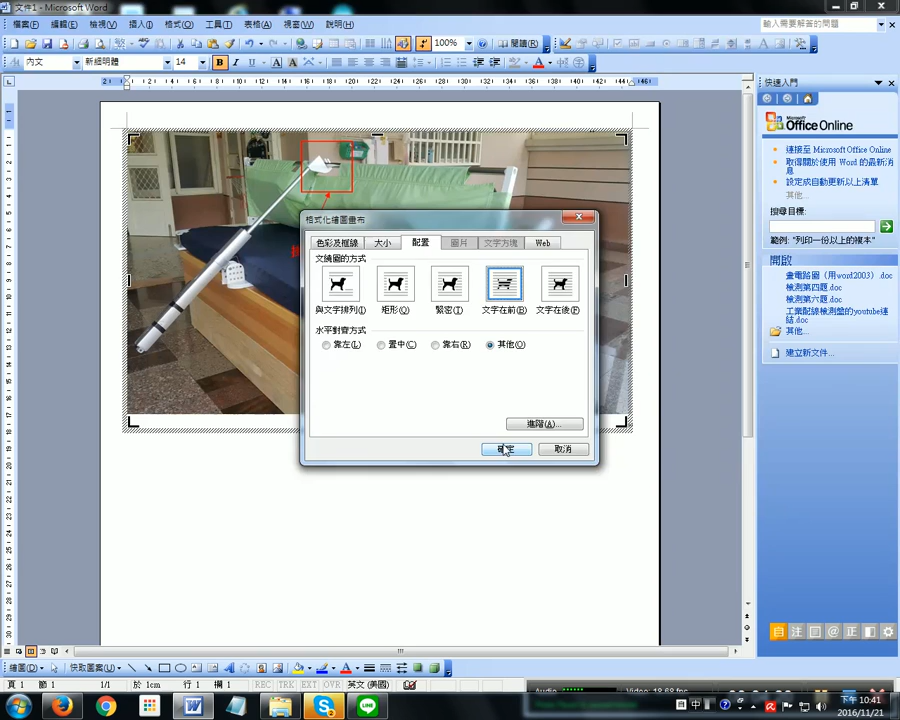 文件1 - Microsoft Word
檔案(F) 編輯(E) 檢視(V) 插入(I) 格式(O) 工具(T) 表格(A) 視窗(W) 說明(H)
輸入需要解答的問題
100% 閱讀(R)
內文 新細明體 14 B I U A A
快速入門
Microsoft Office Online
連接至 Microsoft Office Online
取得關於使用 Word 的最新消息
設定成自動更新以上清單
其他...
搜尋目標:
範例: "列印一份以上的複本"
開啟
畫電路圖（用word2003）.doc
檢測第四題.doc
檢測第六題.doc
工業配線檢測盤的youtube連結.doc
其他...
建立新文件...
格式化繪圖畫布
色彩及框線 大小 配置 圖片 文字方塊 Web
文繞圖的方式
與文字排列(I) 矩形(Q) 緊密(T) 文字在前(B) 文字在後(F)
水平對齊方式
靠左(L) 置中(C) 靠右(R) 其他(O)
進階(A)...
確定 取消
繪圖(D) 快取圖案(U)
頁 1 節 1 1/1 於 1cm 行 1 欄 1 REC TRK EXT OVR 英文 (美國)
Audio Video: 18.68 fps
下午 10:41
2016/11/21